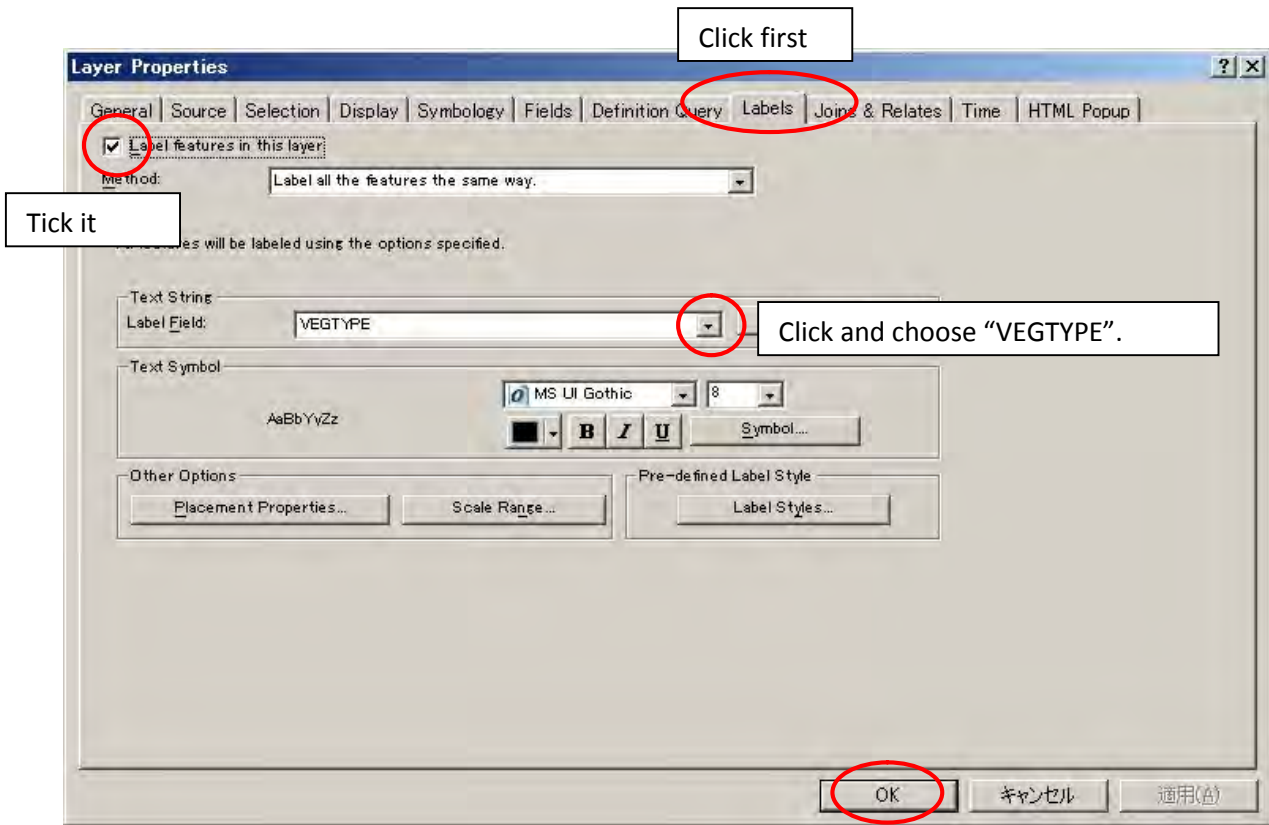 Click first
Layer Properties
General Source Selection Display Symbology Fields Definition Query Labels Joins & Relates Time HTML Popup
Label features in this layer
Method: Label all the features the same way.
Tick it
will be labeled using the options specified.
Text String
Label Field: VEGTYPE
Click and choose “VEGTYPE”.
Text Symbol
AaBbYyZz
MS UI Gothic 8
B I U Symbol...
Other Options
Pre-defined Label Style
Placement Properties... Scale Range... Label Styles...
OK キャンセル 適用(A)